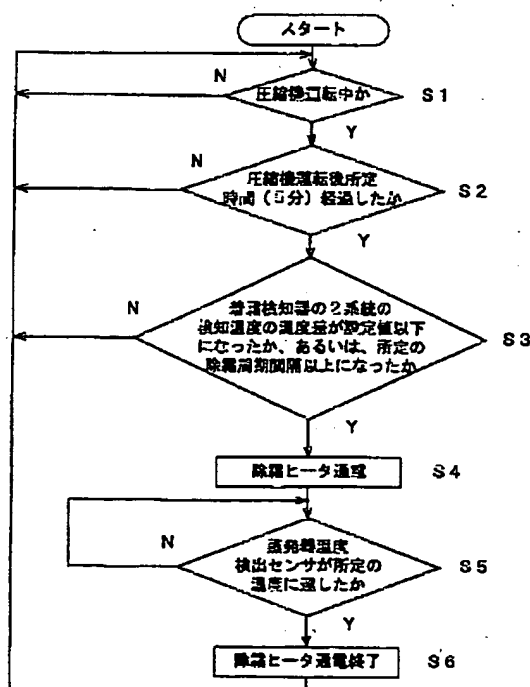 スタート
N
圧縮機運転中か
S1
Y
N
圧縮機運転後所定
時間(5分)経過したか
S2
Y
N
着霜検知器の2系統の
検知温度の温度差が設定値以下
になったか、あるいは、所定の
除霜周期間隔以上になったか
S3
Y
除霜ヒータ通電
S4
N
蒸発器温度
検出センサが所定の
温度に達したか
S5
Y
除霜ヒータ通電終了
S6